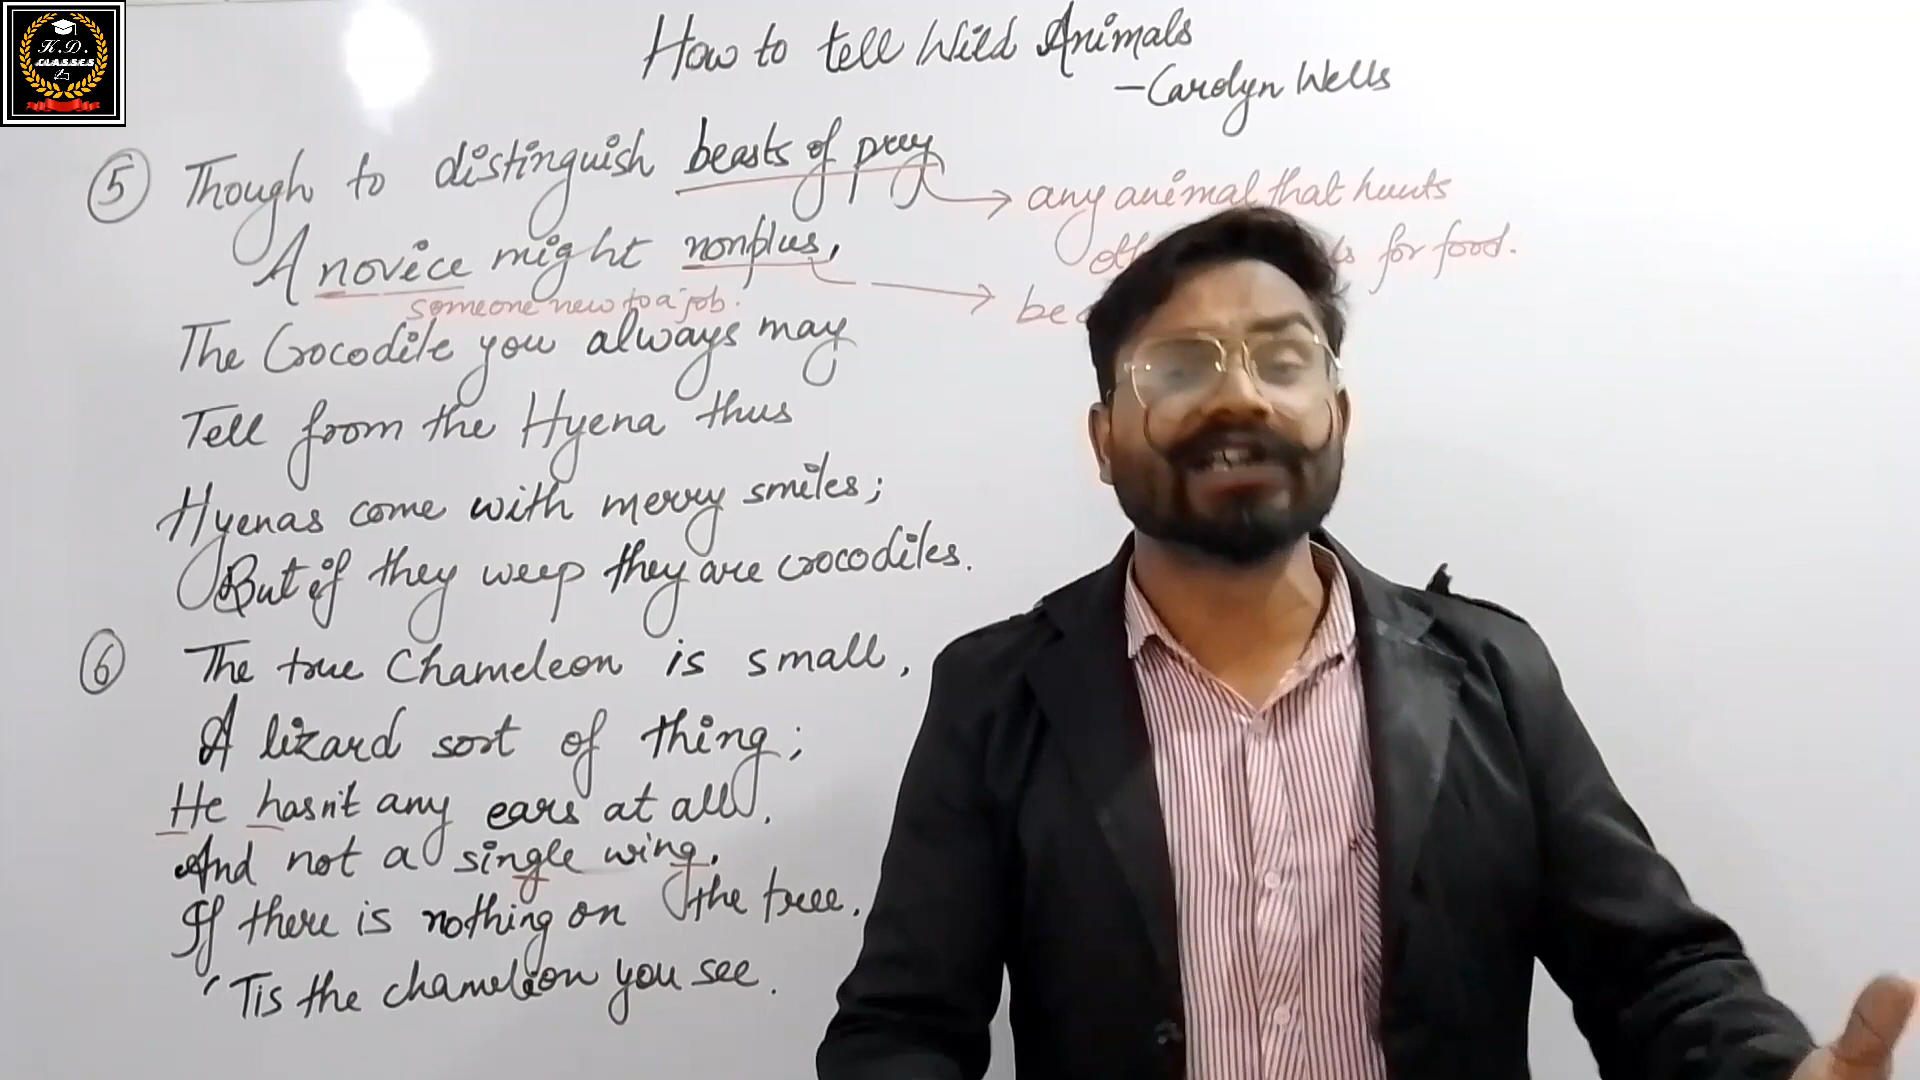 K.D.
CLASSES
How to tell Wild Animals
-Carolyn Wells
5 Though to distinguish beasts of prey
any animal that hunts
for food.
A novice might nonplus,
someone new to a job.
The Crocodile you always may
Tell from the Hyena thus
Hyenas come with merry smiles;
But if they weep they are crocodiles.
6 The true Chameleon is small,
A lizard sort of thing;
He hasn't any ears at all,
And not a single wing,
If there is nothing on the tree,
'Tis the chameleon you see.